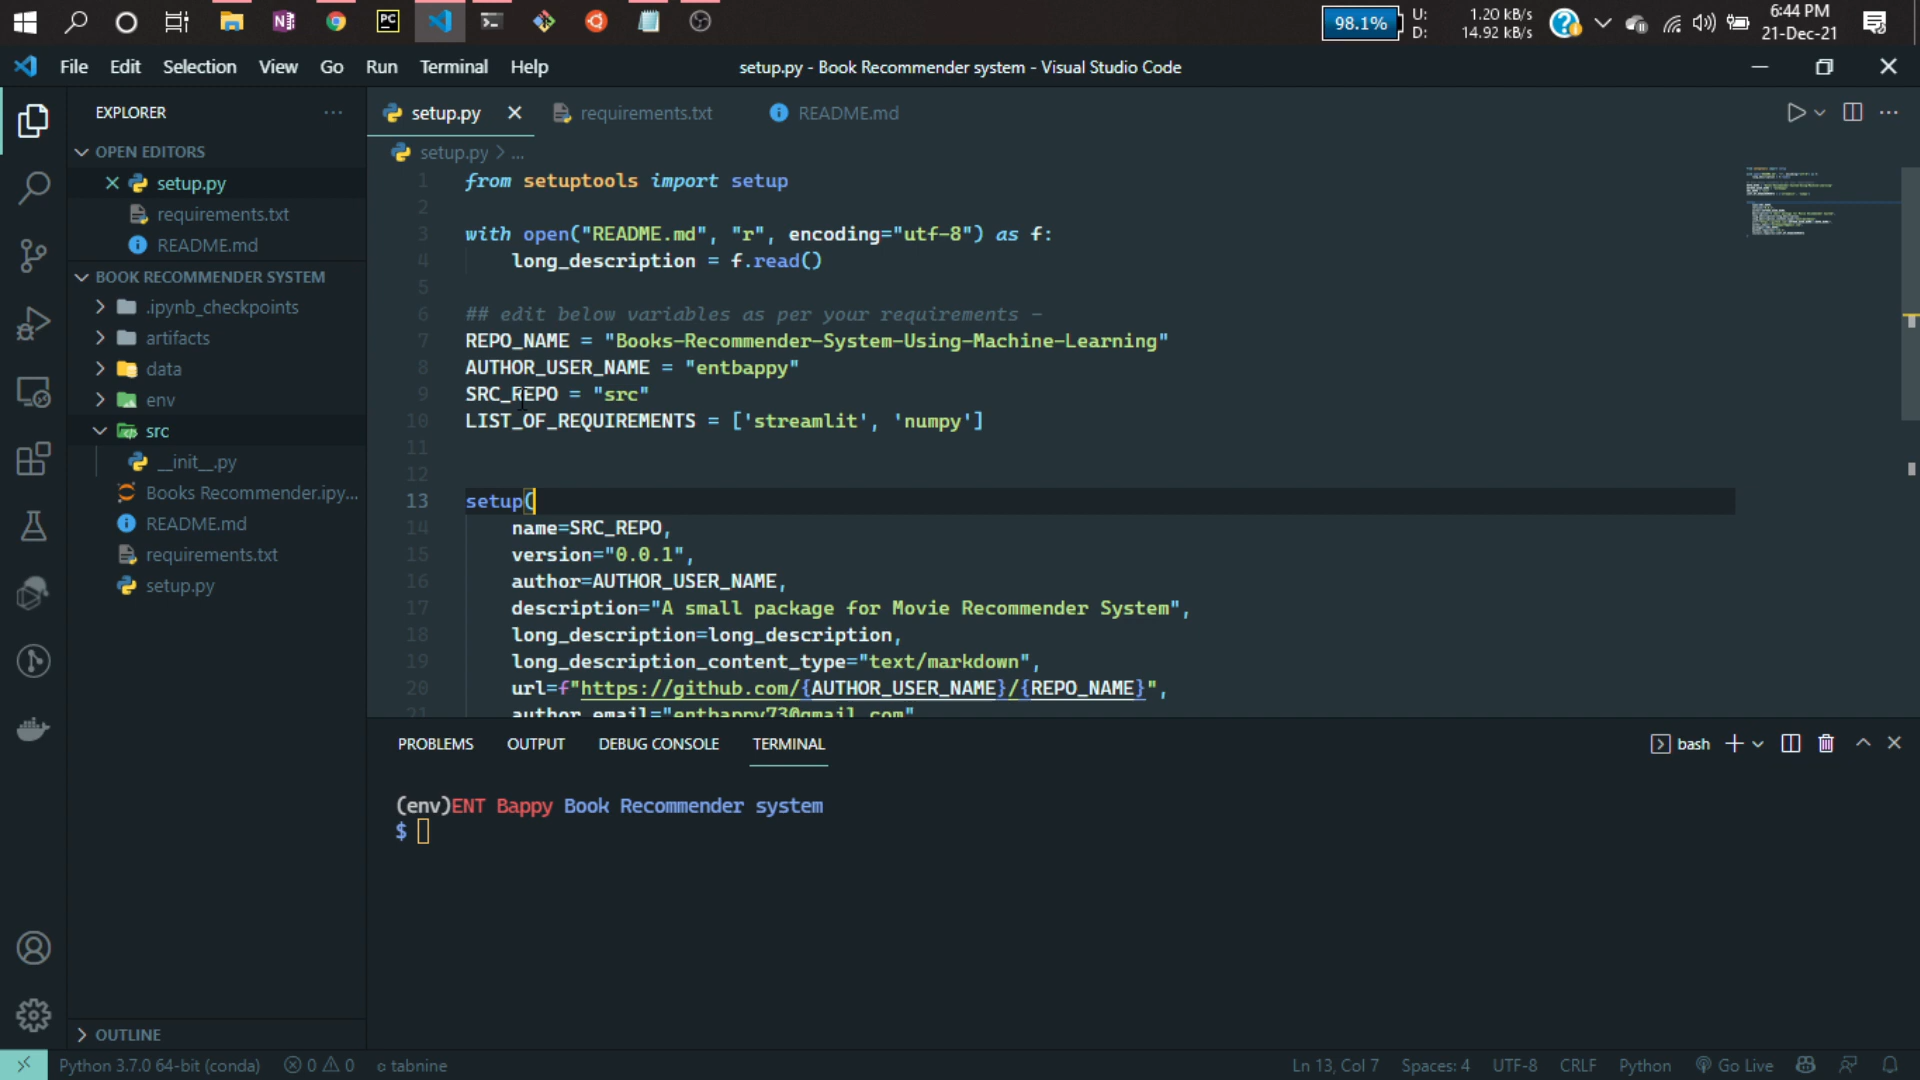 PC
98.1%
U: 1.20 kB/s
D: 14.92 kB/s
6:44 PM
21-Dec-21
File Edit Selection View Go Run Terminal Help
setup.py - Book Recommender system - Visual Studio Code
EXPLORER
OPEN EDITORS
setup.py
requirements.txt
README.md
BOOK RECOMMENDER SYSTEM
.ipynb_checkpoints
artifacts
data
env
src
__init__.py
Books Recommender.ipy...
README.md
requirements.txt
setup.py
OUTLINE
setup.py requirements.txt README.md
setup.py > ...
1 from setuptools import setup
2
3 with open("README.md", "r", encoding="utf-8") as f:
4 long_description = f.read()
5
6 ## edit below variables as per your requirements -
7 REPO_NAME = "Books-Recommender-System-Using-Machine-Learning"
8 AUTHOR_USER_NAME = "entbappy"
9 SRC_REPO = "src"
10 LIST_OF_REQUIREMENTS = ['streamlit', 'numpy']
11
12
13 setup(
14 name=SRC_REPO,
15 version="0.0.1",
16 author=AUTHOR_USER_NAME,
17 description="A small package for Movie Recommender System",
18 long_description=long_description,
19 long_description_content_type="text/markdown",
20 url=f"https://github.com/{AUTHOR_USER_NAME}/{REPO_NAME}",
21 author_email="entbappy73@gmail.com"
PROBLEMS OUTPUT DEBUG CONSOLE TERMINAL
bash
(env)ENT Bappy Book Recommender system
$
Python 3.7.0 64-bit (conda) 0 0 tabnine
Ln 13, Col 7 Spaces: 4 UTF-8 CRLF Python Go Live